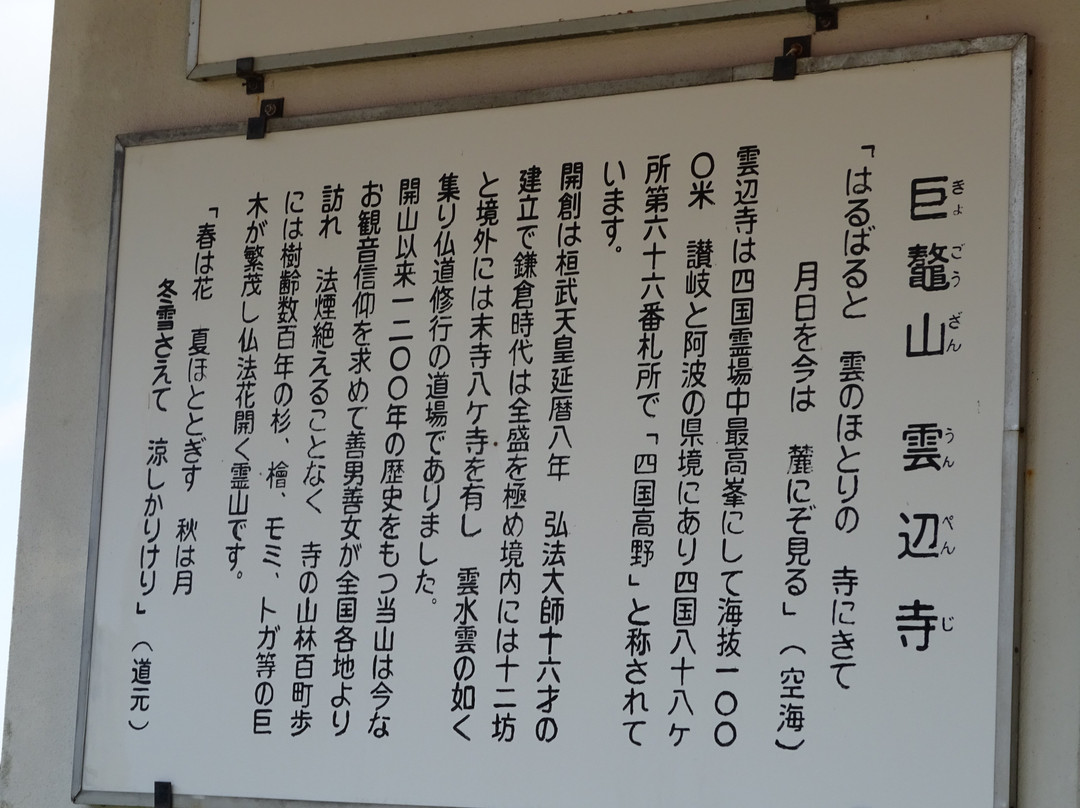 巨鼇山 雲辺寺
きょ ごう ざん うん ぺん じ
「はるばると 雲のほとりの 寺にきて
月日を今は 麓にぞ見る」(空海)
雲辺寺は四国霊場中最高峯にして海抜一〇〇
〇米 讃岐と阿波の県境にあり四国八十八ヶ
所第六十六番札所で「四国高野」と称されて
います。
開創は桓武天皇延暦八年 弘法大師十六才の
建立で鎌倉時代は全盛を極め境内には十二坊
と境外には末寺八ケ寺を有し 雲水雲の如く
集り仏道修行の道場でありました。
開山以来一二〇〇年の歴史をもつ当山は今な
お観音信仰を求めて善男善女が全国各地より
訪れ 法煙絶えることなく 寺の山林百町歩
には樹齢数百年の杉、檜、モミ、トガ等の巨
木が繁茂し仏法花開く霊山です。
「春は花 夏ほととぎす 秋は月
冬雪さえて 涼しかりけり」(道元)